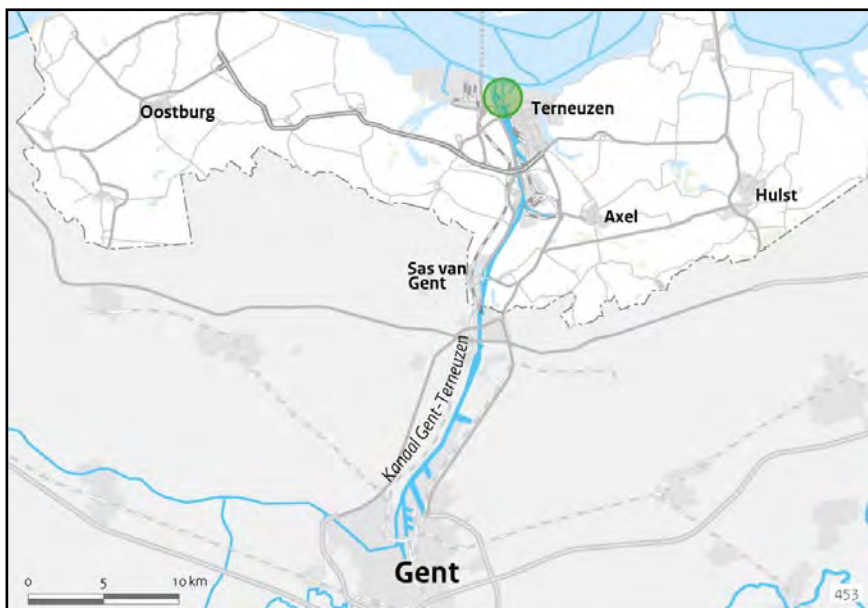 Oostburg
Terneuzen
Hulst
Axel
Sas van
Gent
Kanaal Gent-Terneuzen
Gent
0 5 10 km
453